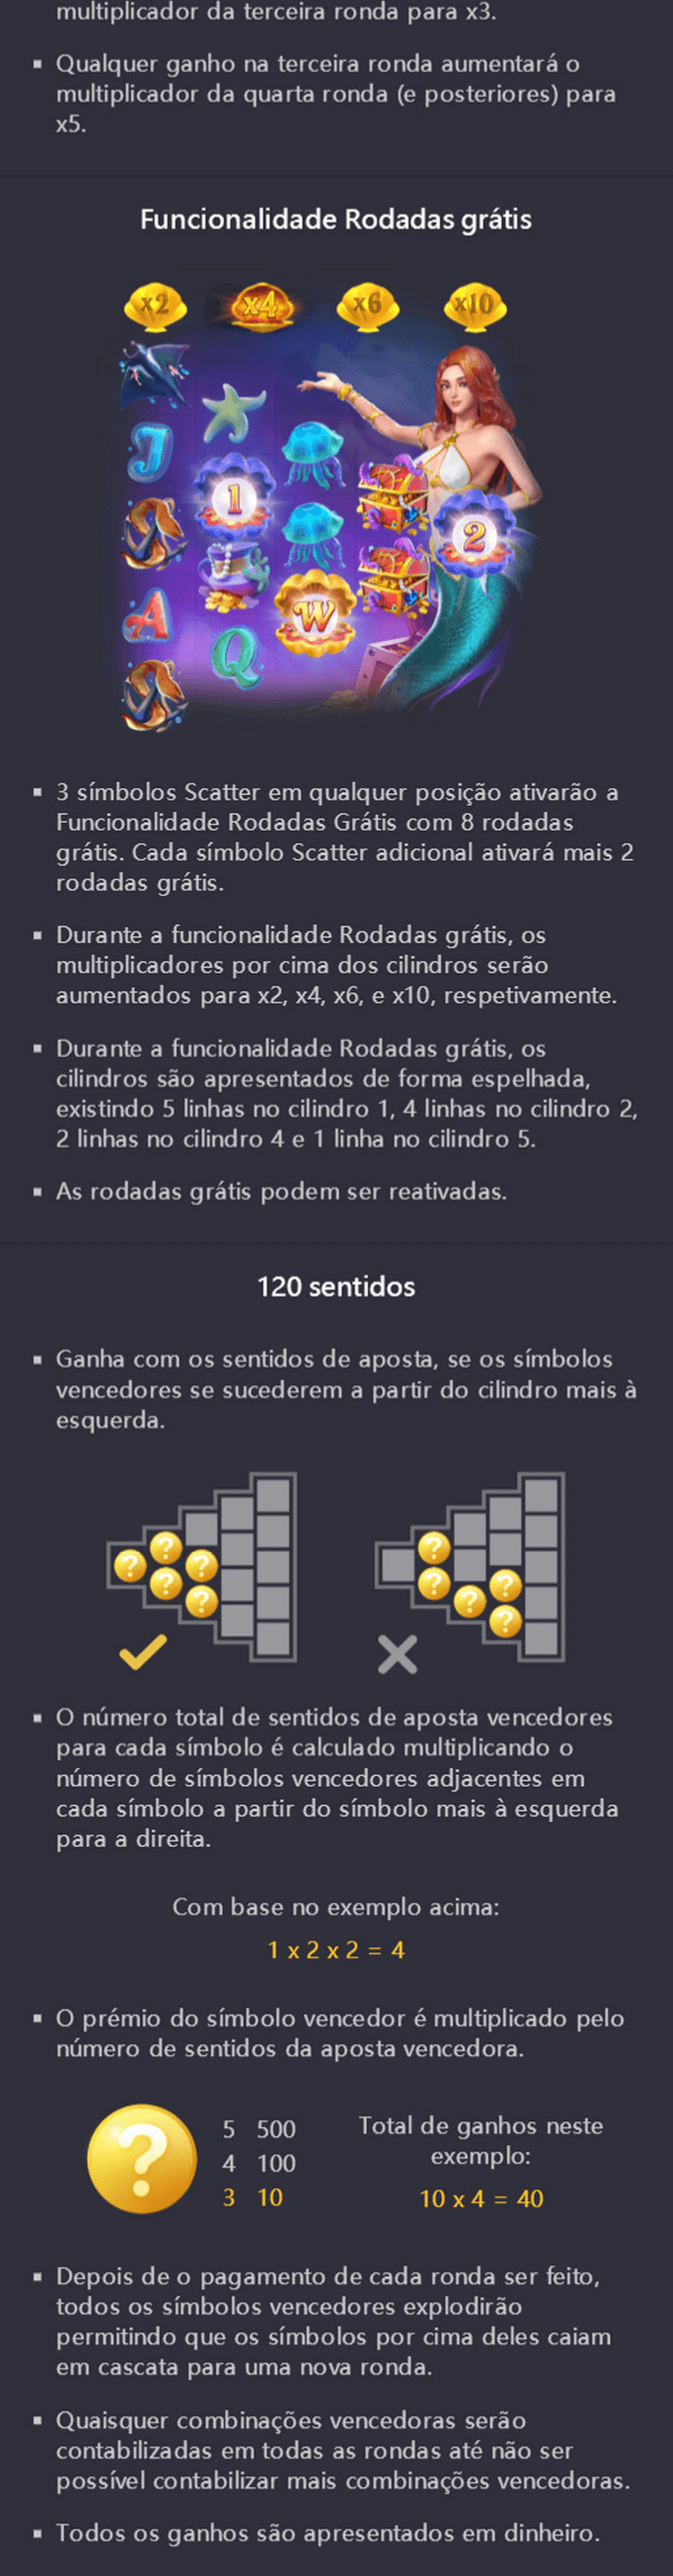 multiplicador da terceira ronda para x3.
▪ Qualquer ganho na terceira ronda aumentará o
multiplicador da quarta ronda (e posteriores) para
x5.
Funcionalidade Rodadas grátis
x2 x4 x6 x10
J
1
2
W
A
Q
▪ 3 símbolos Scatter em qualquer posição ativarão a
Funcionalidade Rodadas Grátis com 8 rodadas
grátis. Cada símbolo Scatter adicional ativará mais 2
rodadas grátis.
▪ Durante a funcionalidade Rodadas grátis, os
multiplicadores por cima dos cilindros serão
aumentados para x2, x4, x6, e x10, respetivamente.
▪ Durante a funcionalidade Rodadas grátis, os
cilindros são apresentados de forma espelhada,
existindo 5 linhas no cilindro 1, 4 linhas no cilindro 2,
2 linhas no cilindro 4 e 1 linha no cilindro 5.
▪ As rodadas grátis podem ser reativadas.
120 sentidos
▪ Ganha com os sentidos de aposta, se os símbolos
vencedores se sucederem a partir do cilindro mais à
esquerda.
? ? ? ? ?
? ? ? ? ?
▪ O número total de sentidos de aposta vencedores
para cada símbolo é calculado multiplicando o
número de símbolos vencedores adjacentes em
cada símbolo a partir do símbolo mais à esquerda
para a direita.
Com base no exemplo acima:
1 x 2 x 2 = 4
▪ O prémio do símbolo vencedor é multiplicado pelo
número de sentidos da aposta vencedora.
?
5 500
4 100
3 10
Total de ganhos neste
exemplo:
10 x 4 = 40
▪ Depois de o pagamento de cada ronda ser feito,
todos os símbolos vencedores explodirão
permitindo que os símbolos por cima deles caiam
em cascata para uma nova ronda.
▪ Quaisquer combinações vencedoras serão
contabilizadas em todas as rondas até não ser
possível contabilizar mais combinações vencedoras.
▪ Todos os ganhos são apresentados em dinheiro.